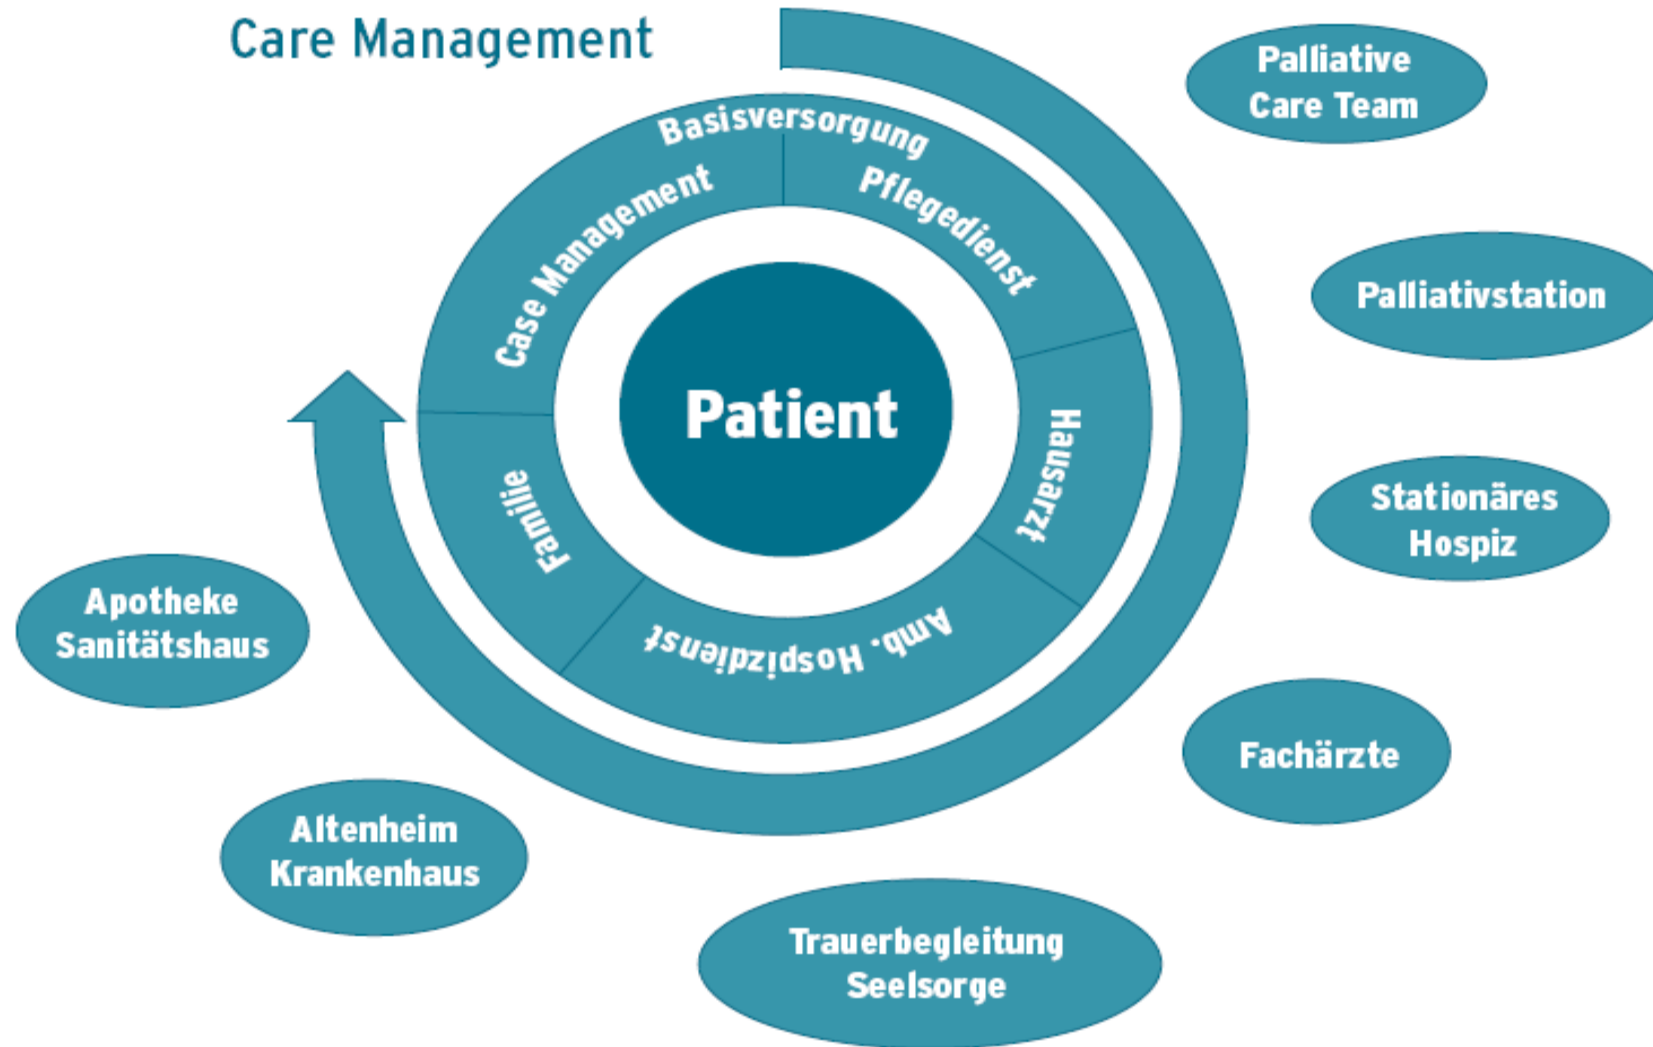 Care Management
Basisversorgung
Case Management
Pflegedienst
Hausarzt
Amb. Hospizdienst
Familie
Patient
Palliative
Care Team
Palliativstation
Stationäres
Hospiz
Fachärzte
Trauerbegleitung
Seelsorge
Altenheim
Krankenhaus
Apotheke
Sanitätshaus